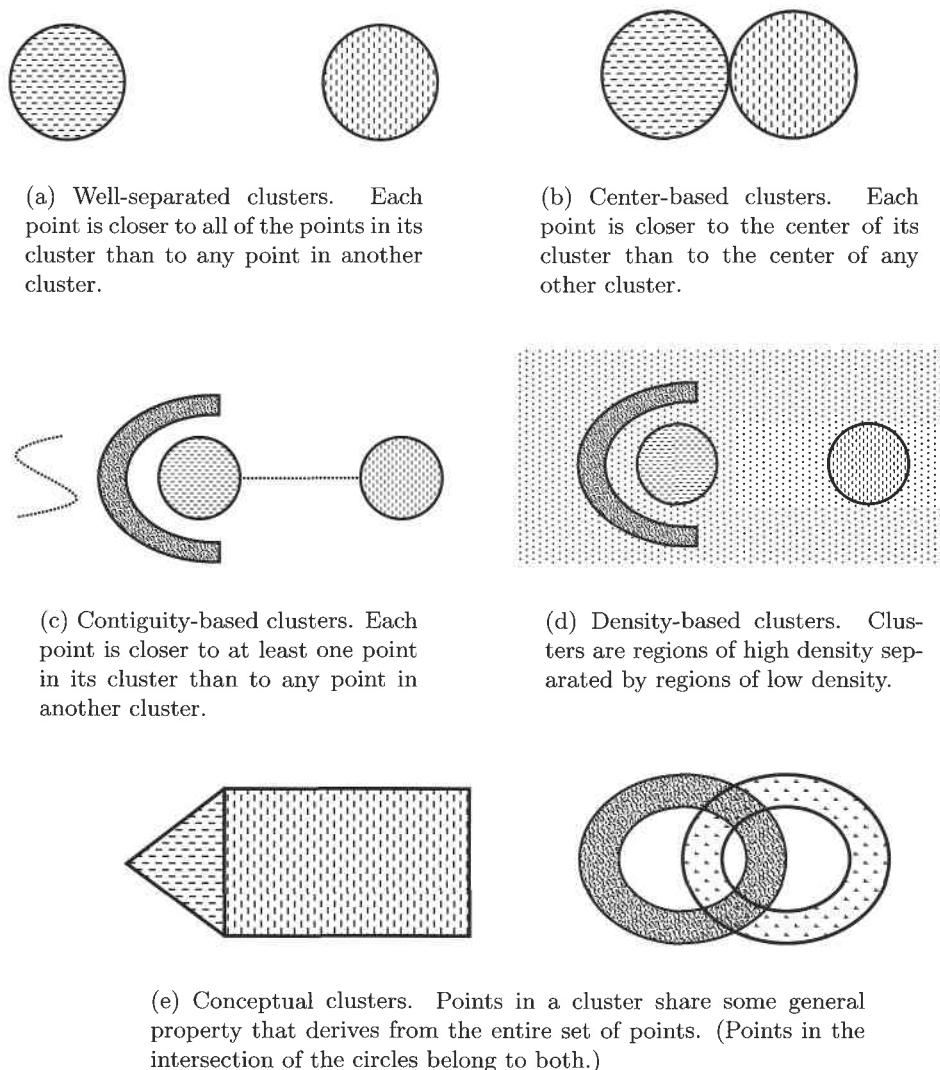 (a) Well-separated clusters. Each
point is closer to all of the points in its
cluster than to any point in another
cluster.
(b) Center-based clusters. Each
point is closer to the center of its
cluster than to the center of any
other cluster.
(c) Contiguity-based clusters. Each
point is closer to at least one point
in its cluster than to any point in
another cluster.
(d) Density-based clusters. Clus-
ters are regions of high density sep-
arated by regions of low density.
(e) Conceptual clusters. Points in a cluster share some general
property that derives from the entire set of points. (Points in the
intersection of the circles belong to both.)